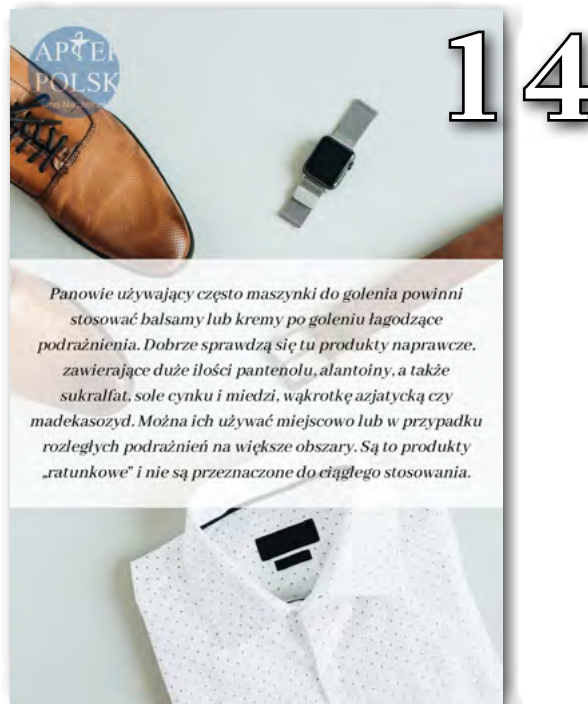 14
APTE
POLSK
Panowie używający często maszynki do golenia powinni
stosować balsamy lub kremy po goleniu łagodzące
podrażnienia. Dobrze sprawdzą się tu produkty naprawcze,
zawierające duże ilości pantenolu, alantoiny, a także
sukralfat, sole cynku i miedzi, wąkrotkę azjatycką czy
madekasozyd. Można ich używać miejscowo lub w przypadku
rozległych podrażnień na większe obszary. Są to produkty
„ratunkowe” i nie są przeznaczone do ciągłego stosowania.